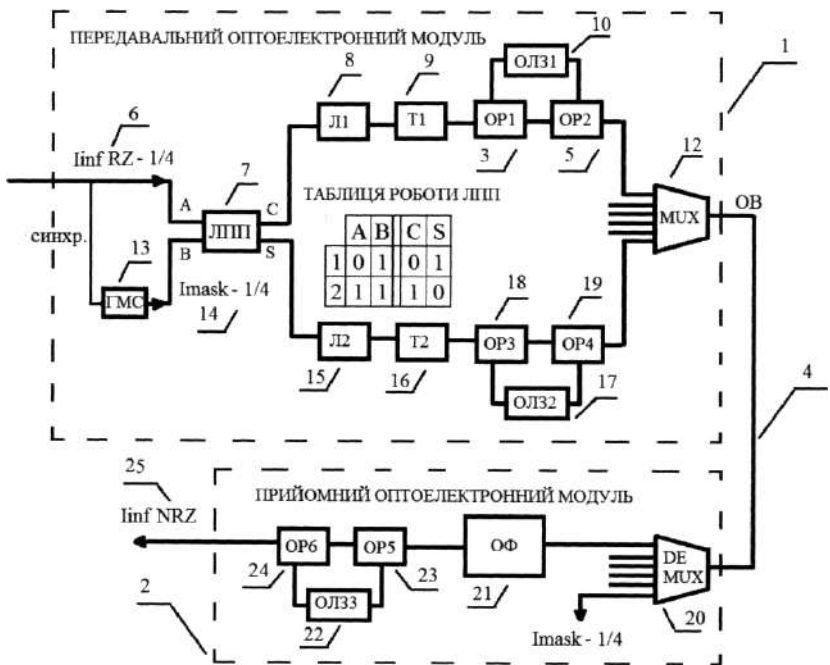 ПЕРЕДАВАЛЬНИЙ ОПТОЕЛЕКТРОННИЙ МОДУЛЬ
10
1
ОЛЗ1
8
9
6
Л1
Т1
ОР1
ОР2
Iinf RZ - 1/4
7
3
5
12
A
C
ТАБЛИЦЯ РОБОТИ ЛПП
MUX
ОВ
ЛПП
синхр.
13
B
S
A B C S
1 0 1 0 1
2 1 1 1 0
ГМС
Imask - 1/4
14
18
19
Л2
Т2
ОР3
ОР4
15
16
ОЛЗ2
17
4
25
ПРИЙОМНИЙ ОПТОЕЛЕКТРОННИЙ МОДУЛЬ
Iinf NRZ
ОР6
ОР5
ОФ
DE
MUX
24
23
21
2
ОЛЗ3
22
Imask - 1/4
20